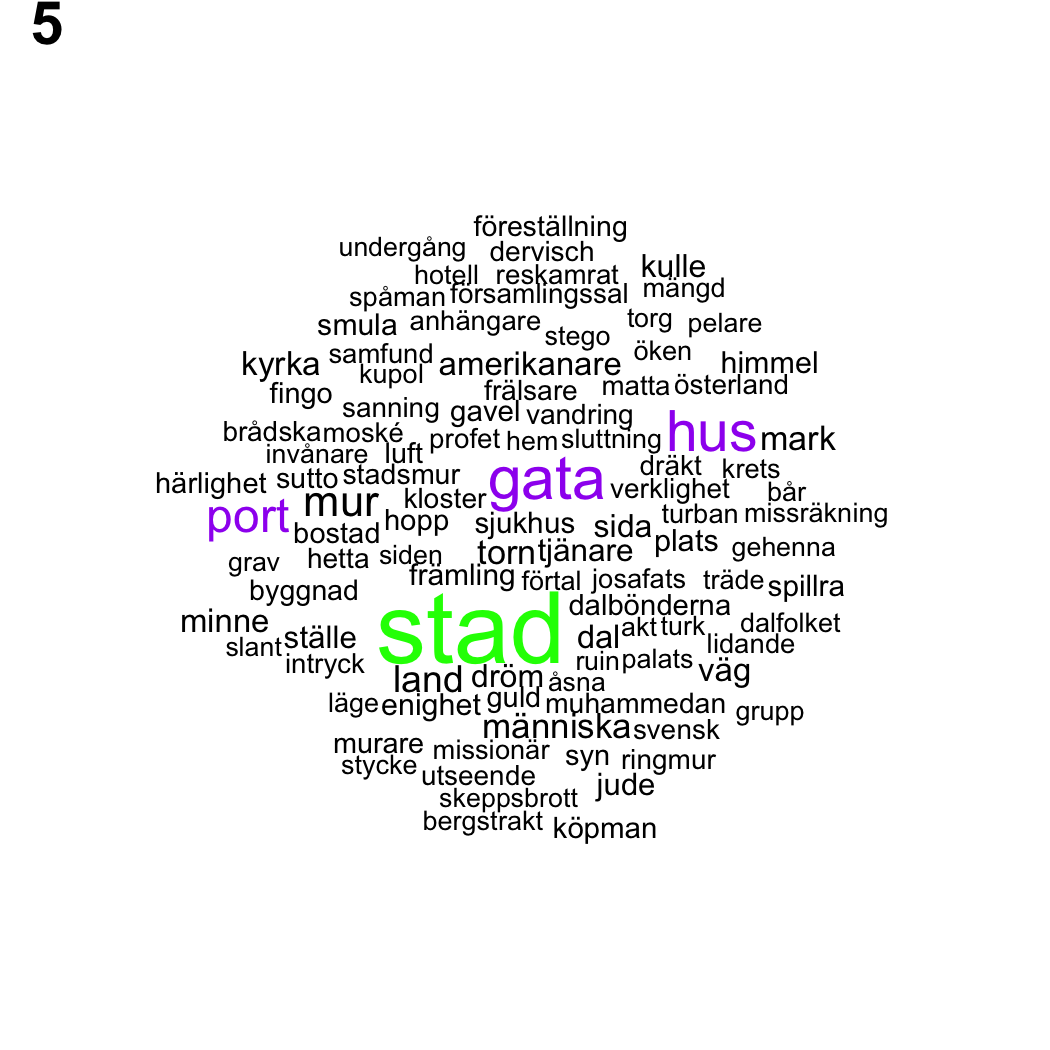 5
föreställning
undergång dervisch
hotell reskamrat kulle
spåman församlingssal mängd
smula anhängare stego torg pelare
kyrka samfund amerikanare öken himmel
fingo kupol frälsare matta österland
sanning gavel vandring hus mark
brådska moské profet hem sluttning
invånare luft gata dräkt krets
härlighet sutto stadsmur verklighet bår
port mur kloster turban missräkning
bostad hopp sjukhus sida plats gehenna
grav hetta siden torn tjänare
främling förtal josafats träde spillra
byggnad stad dalbönderna
minne ställe dal akt turk dalfolket
slant intryck ruin palats lidande
land dröm åsna väg
läge enighet guld muhammedan grupp
människa svensk
murare missionär syn ringmur
stycke utseende jude
skeppsbrott
bergstrakt köpman